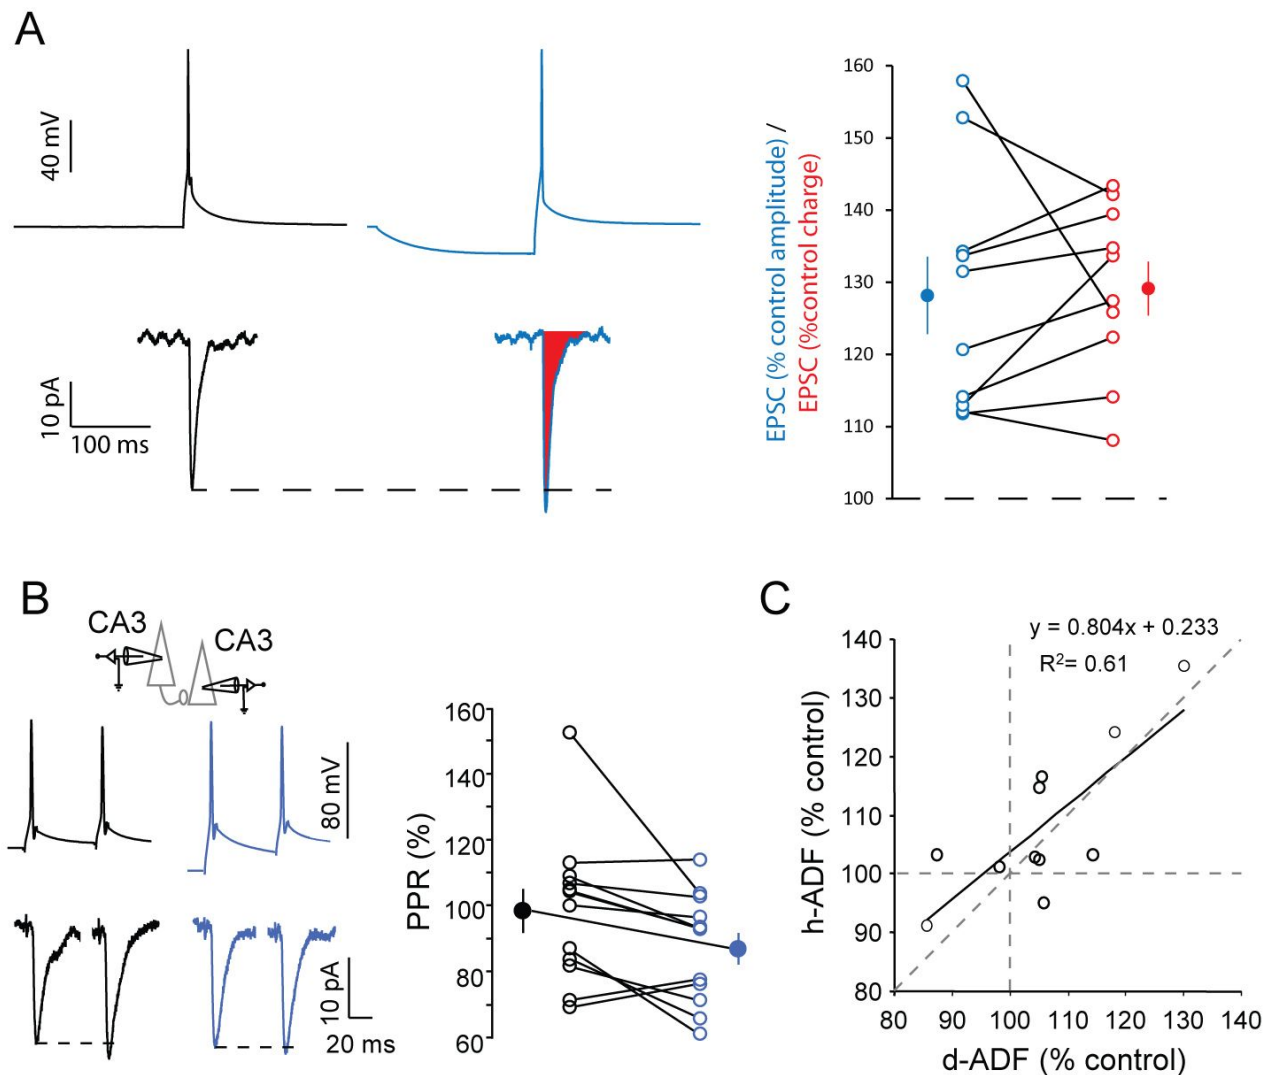 A
40 mV
10 pA
100 ms
EPSC (% control amplitude) /
EPSC (%control charge)
160
150
140
130
120
110
100
B
CA3
CA3
80 mV
10 pA
20 ms
PPR (%)
160
140
120
100
80
60
C
y = 0.804x + 0.233
R²= 0.61
h-ADF (% control)
140
130
120
110
100
90
80
80 90 100 110 120 130 140
d-ADF (% control)